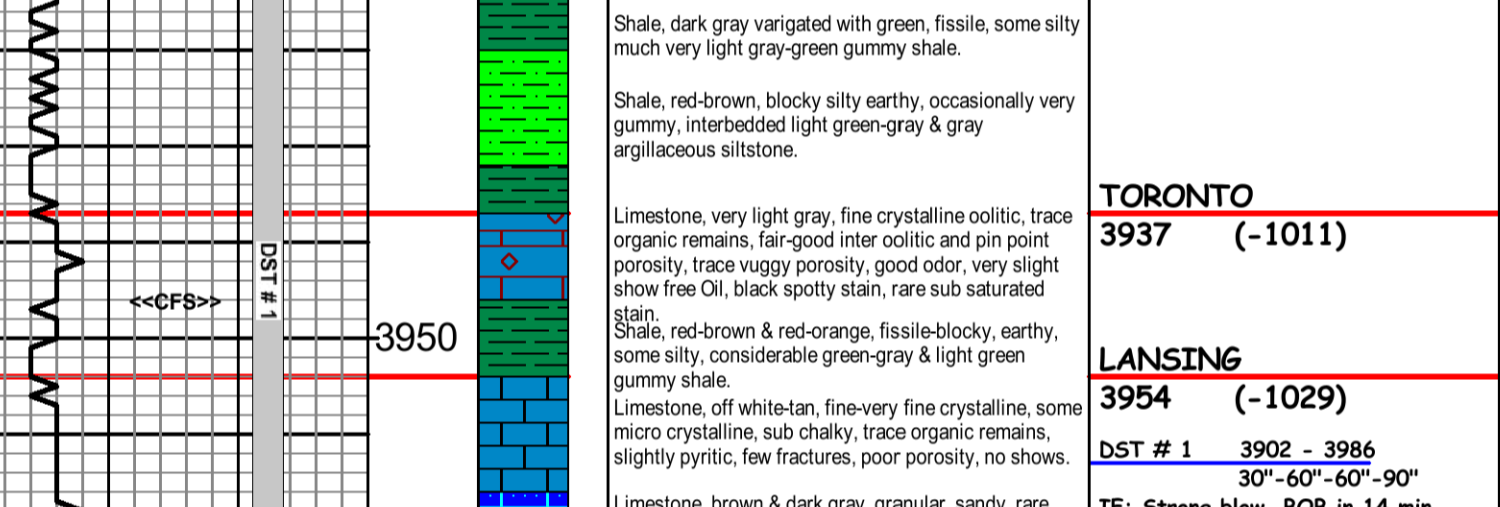 Shale, dark gray varigated with green, fissile, some silty
much very light gray-green gummy shale.
Shale, red-brown, blocky silty earthy, occasionally very
gummy, interbedded light green-gray & gray
argillaceous siltstone.
TORONTO
3937 (-1011)
Limestone, very light gray, fine crystalline oolitic, trace
organic remains, fair-good inter oolitic and pin point
porosity, trace vuggy porosity, good odor, very slight
show free Oil, black spotty stain, rare sub saturated
stain.
<<CFS>>
DST # 1
3950
Shale, red-brown & red-orange, fissile-blocky, earthy,
some silty, considerable green-gray & light green
gummy shale.
LANSING
3954 (-1029)
Limestone, off white-tan, fine-very fine crystalline, some
micro crystalline, sub chalky, trace organic remains,
slightly pyritic, few fractures, poor porosity, no shows.
DST # 1 3902 - 3986
30"-60"-60"-90"
Limestone, brown & dark gray, granular, sandy, rare
TF: Strong blow, BOB in 14 min